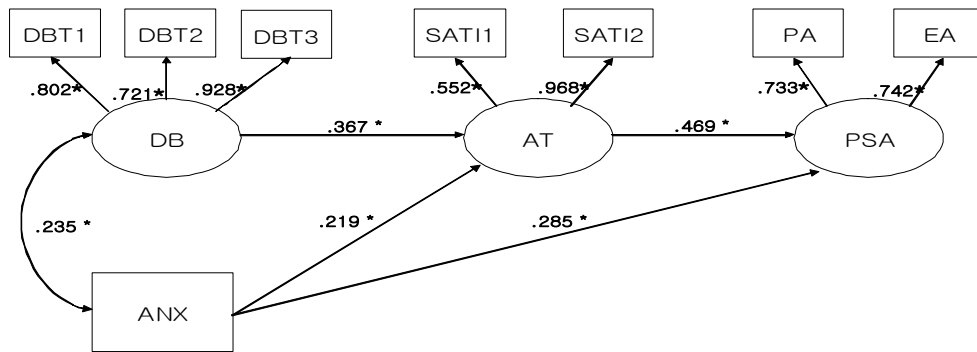 DBT1
DBT2
DBT3
SATI1
SATI2
PA
EA
.802*
.721*
.928*
.552*
.968*
.733*
.742*
DB
.367 *
AT
.469 *
PSA
.235 *
.219 *
.285 *
ANX